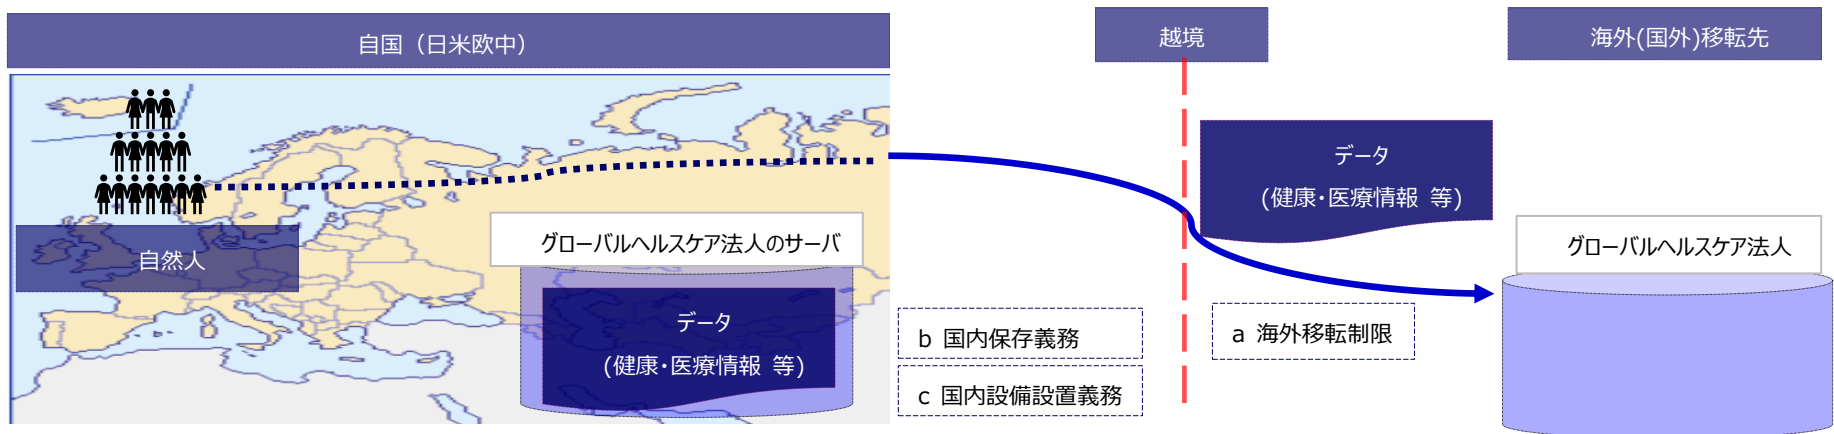 自国（日米欧中）
越境
海外(国外)移転先
データ
(健康・医療情報 等)
グローバルヘルスケア法人のサーバ
グローバルヘルスケア法人
自然人
データ
(健康・医療情報 等)
b 国内保存義務
a 海外移転制限
c 国内設備設置義務